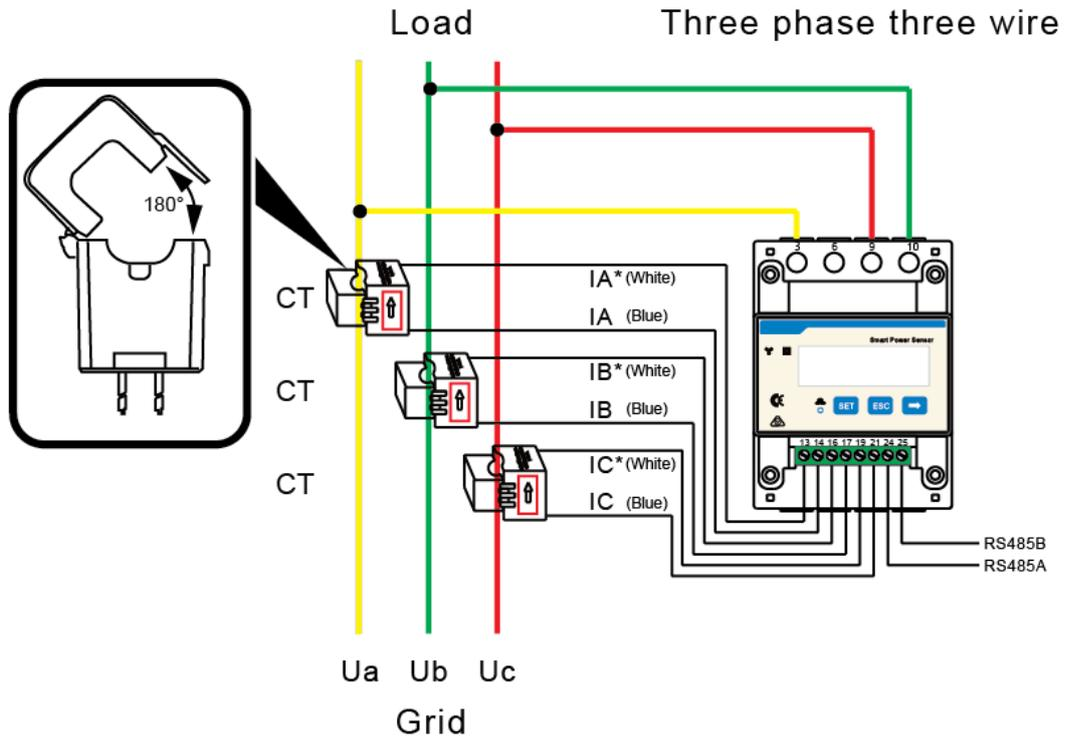 Load
Three phase three wire
180°
3 6 9 10
CT
IA* (White)
IA (Blue)
Smart Power Sensor
SET ESC
CT
IB* (White)
IB (Blue)
13 14 16 17 19 21 24 25
CT
IC* (White)
IC (Blue)
RS485B
RS485A
Ua Ub Uc
Grid